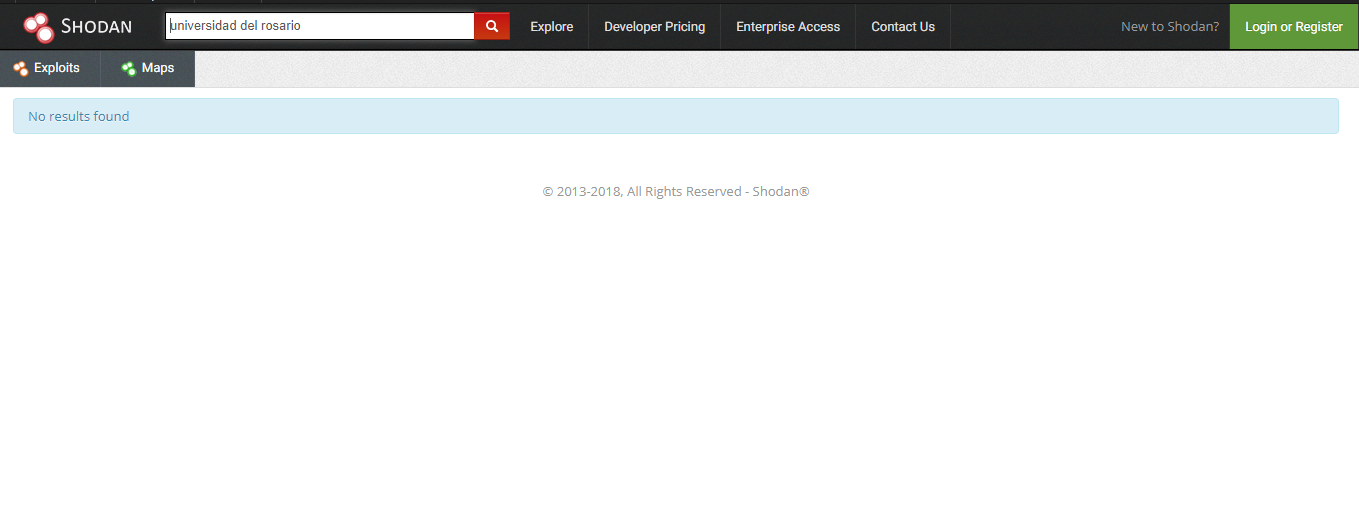 SHODAN universidad del rosario Explore Developer Pricing Enterprise Access Contact Us New to Shodan? Login or Register
Exploits Maps
No results found
© 2013-2018, All Rights Reserved - Shodan®